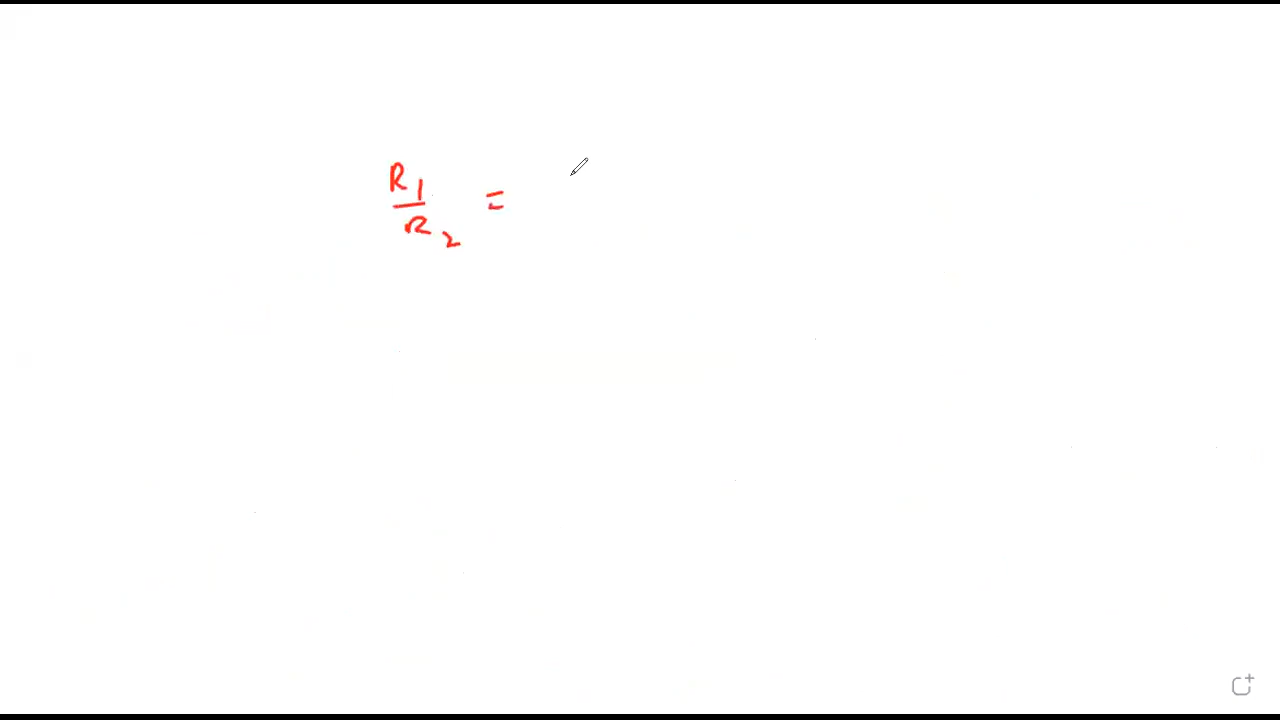 R₁/R₂ =